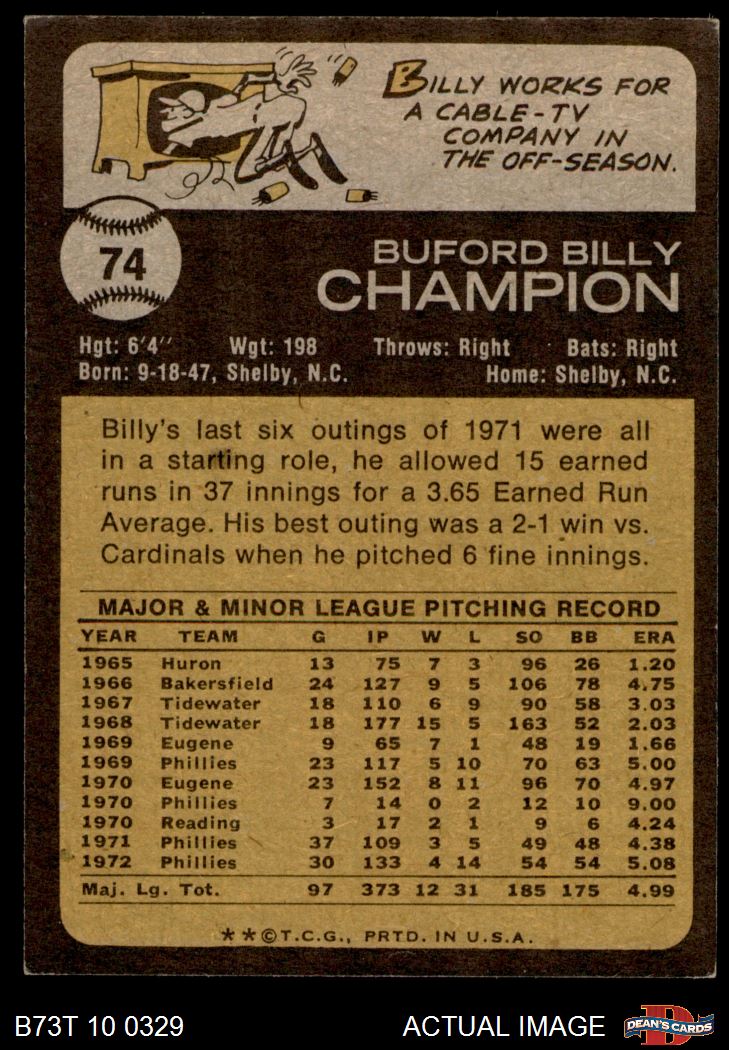 BILLY WORKS FOR
A CABLE-TV
COMPANY IN
THE OFF-SEASON.
74
BUFORD BILLY
CHAMPION
Hgt: 6'4" Wgt: 198 Throws: Right Bats: Right
Born: 9-18-47, Shelby, N.C. Home: Shelby, N.C.
Billy's last six outings of 1971 were all
in a starting role, he allowed 15 earned
runs in 37 innings for a 3.65 Earned Run
Average. His best outing was a 2-1 win vs.
Cardinals when he pitched 6 fine innings.
MAJOR & MINOR LEAGUE PITCHING RECORD
YEAR TEAM G IP W L SO BB ERA
1965 Huron 13 75 7 3 96 26 1.20
1966 Bakersfield 24 127 9 5 106 78 4.75
1967 Tidewater 18 110 6 9 90 58 3.03
1968 Tidewater 18 177 15 5 163 52 2.03
1969 Eugene 9 65 7 1 48 19 1.66
1969 Phillies 23 117 5 10 70 63 5.00
1970 Eugene 23 152 8 11 96 70 4.97
1970 Phillies 7 14 0 2 12 10 9.00
1970 Reading 3 17 2 1 9 6 4.24
1971 Phillies 37 109 3 5 49 48 4.38
1972 Phillies 30 133 4 14 54 54 5.08
Maj. Lg. Tot. 97 373 12 31 185 175 4.99
**©T.C.G., PRTD. IN U.S.A.
B73T 10 0329 ACTUAL IMAGE D DEAN'S CARDS